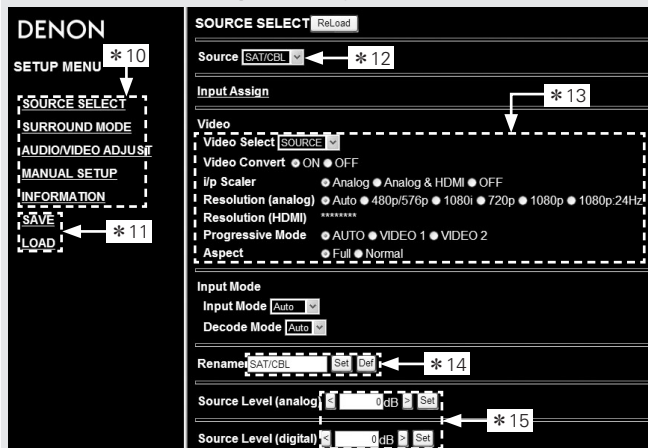 DENON
SETUP MENU
∗10
SOURCE SELECT
SURROUND MODE
AUDIO/VIDEO ADJUST
MANUAL SETUP
INFORMATION
SAVE
LOAD
∗11
SOURCE SELECT ReLoad
Source SAT/CBL ∗12
Input Assign
∗13
Video
Video Select SOURCE
Video Convert ON OFF
i/p Scaler Analog Analog & HDMI OFF
Resolution (analog) Auto 480p/576p 1080i 720p 1080p 1080p:24Hz
Resolution (HDMI) ********
Progressive Mode AUTO VIDEO 1 VIDEO 2
Aspect Full Normal
Input Mode
Input Mode Auto
Decode Mode Auto
Rename SAT/CBL Set Def ∗14
Source Level (analog) < 0 dB > Set
∗15
Source Level (digital) < 0 dB > Set